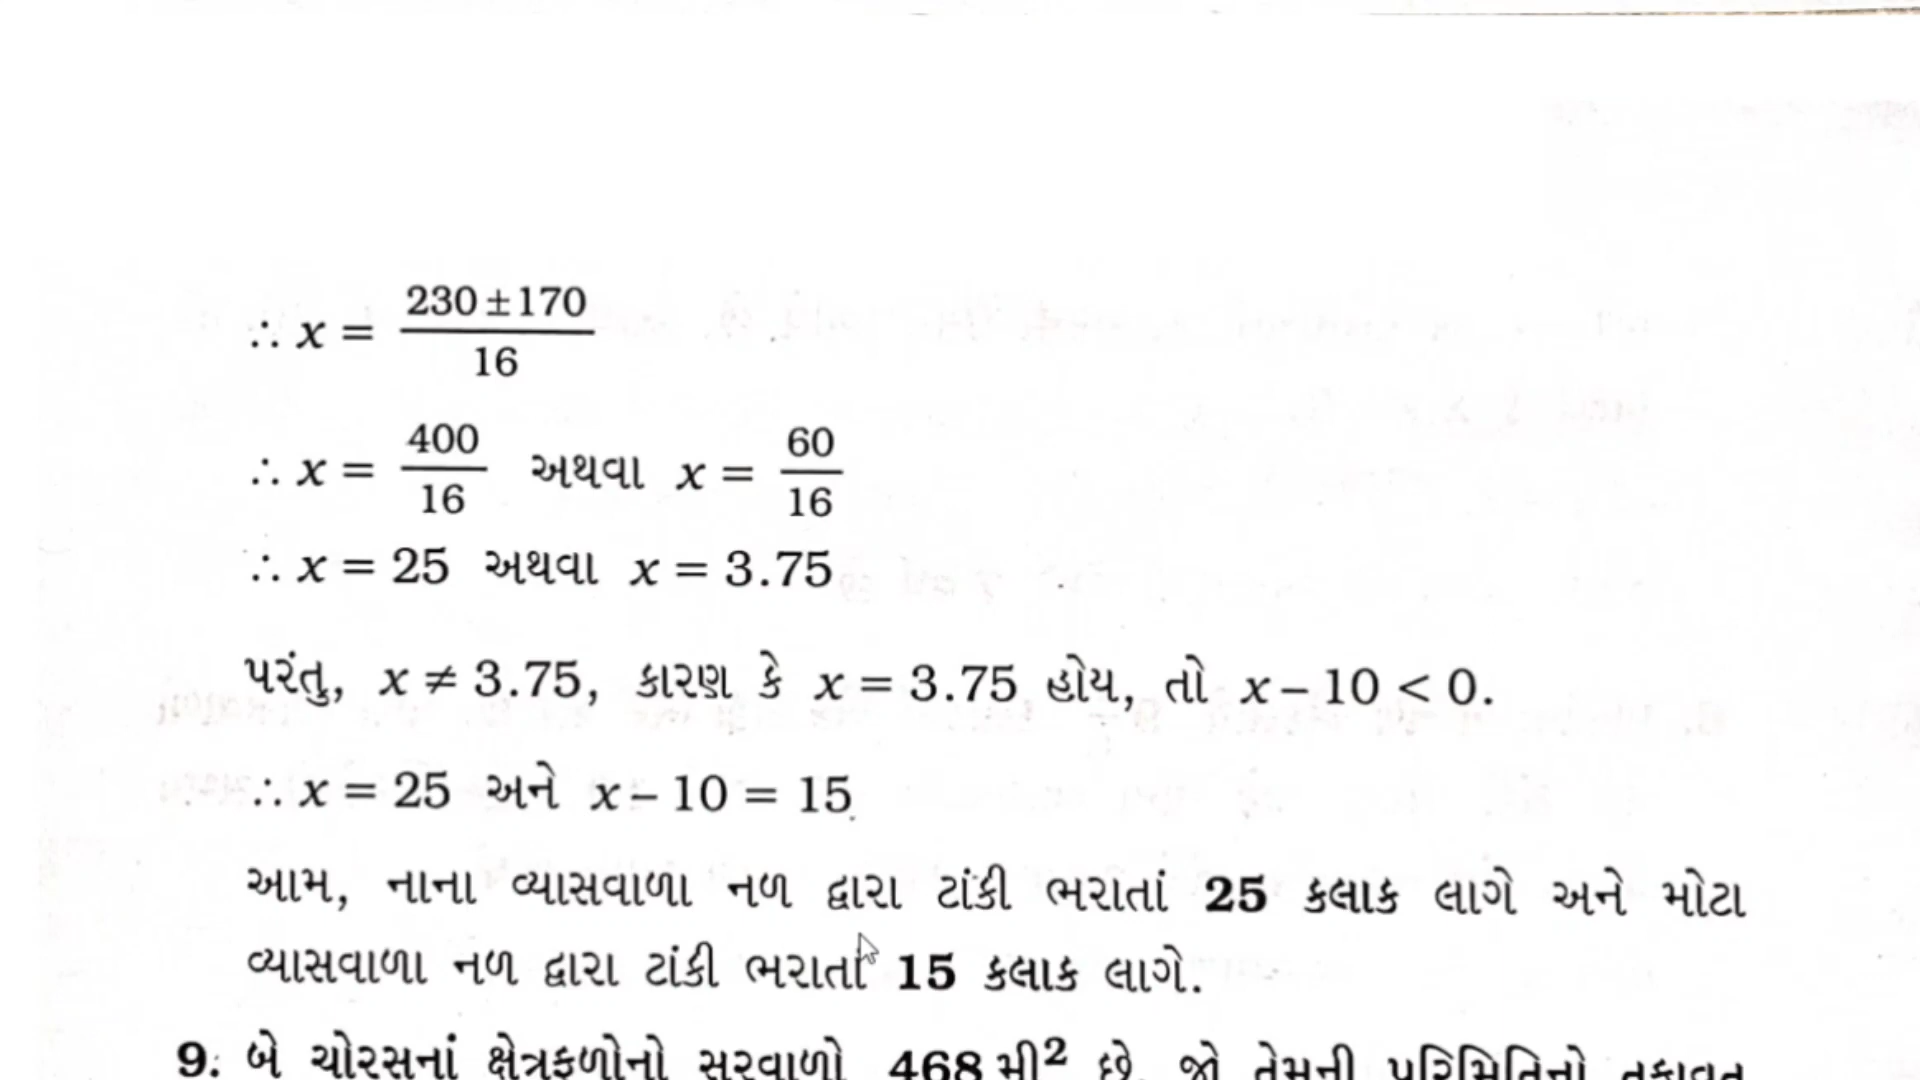 ∴ x = 230 ± 170 / 16
∴ x = 400 / 16 અથવા x = 60 / 16
∴ x = 25 અથવા x = 3.75
પરંતુ, x ≠ 3.75, કારણ કે x = 3.75 હોય, તો x – 10 < 0.
∴ x = 25 અને x – 10 = 15
આમ, નાના વ્યાસવાળા નળ દ્વારા ટાંકી ભરાતાં 25 કલાક લાગે અને મોટા
વ્યાસવાળા નળ દ્વારા ટાંકી ભરાતાં 15 કલાક લાગે.
9. બે ચોરસનાં ક્ષેત્રફળોનો સરવાળો 468 મી² છે. જો તેમની પરિમિતિનો તફાવત